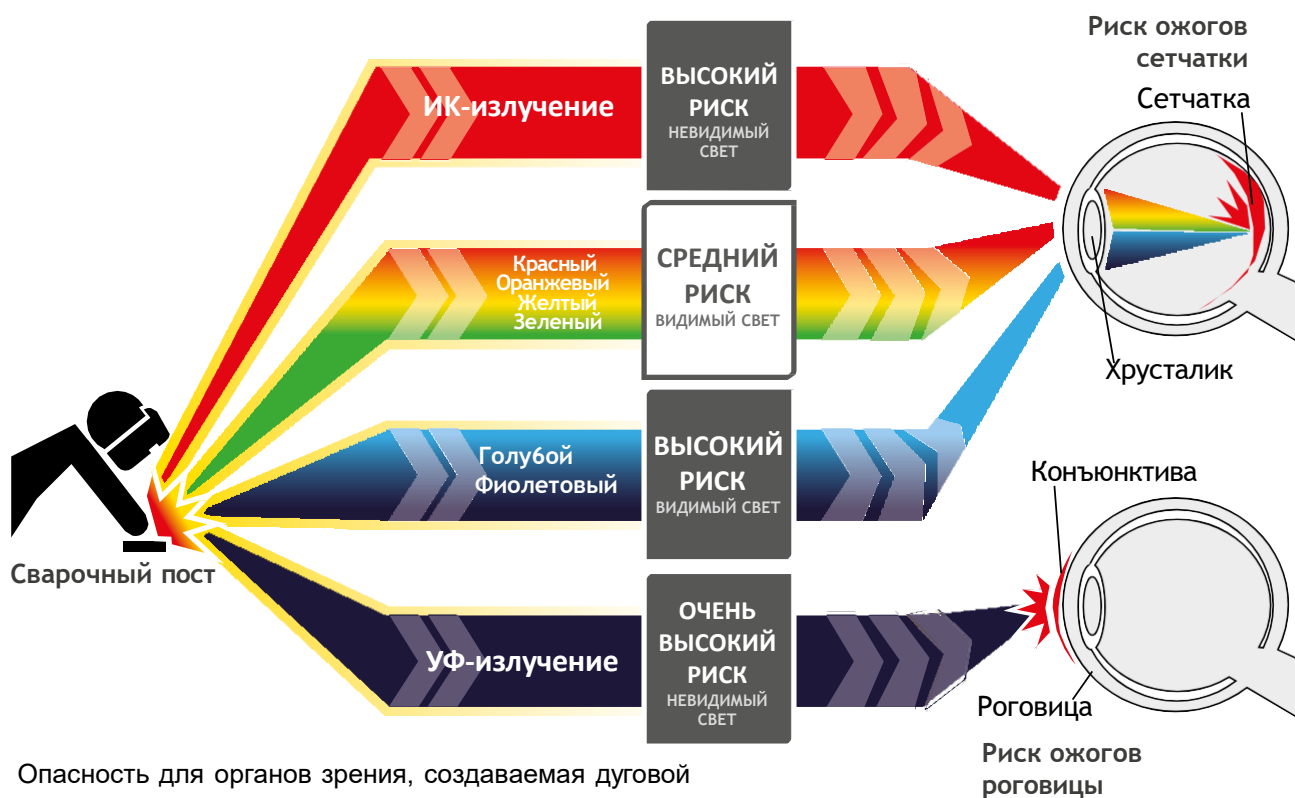 Риск ожогов
сетчатки
Сетчатка
ИК-излучение
ВЫСОКИЙ
РИСК
НЕВИДИМЫЙ
СВЕТ
Красный
Оранжевый
Желтый
Зеленый
СРЕДНИЙ
РИСК
ВИДИМЫЙ СВЕТ
Хрусталик
Голубой
Фиолетовый
ВЫСОКИЙ
РИСК
ВИДИМЫЙ СВЕТ
Конъюнктива
Сварочный пост
УФ-излучение
ОЧЕНЬ
ВЫСОКИЙ
РИСК
НЕВИДИМЫЙ
СВЕТ
Роговица
Риск ожогов
роговицы
Опасность для органов зрения, создаваемая дуговой